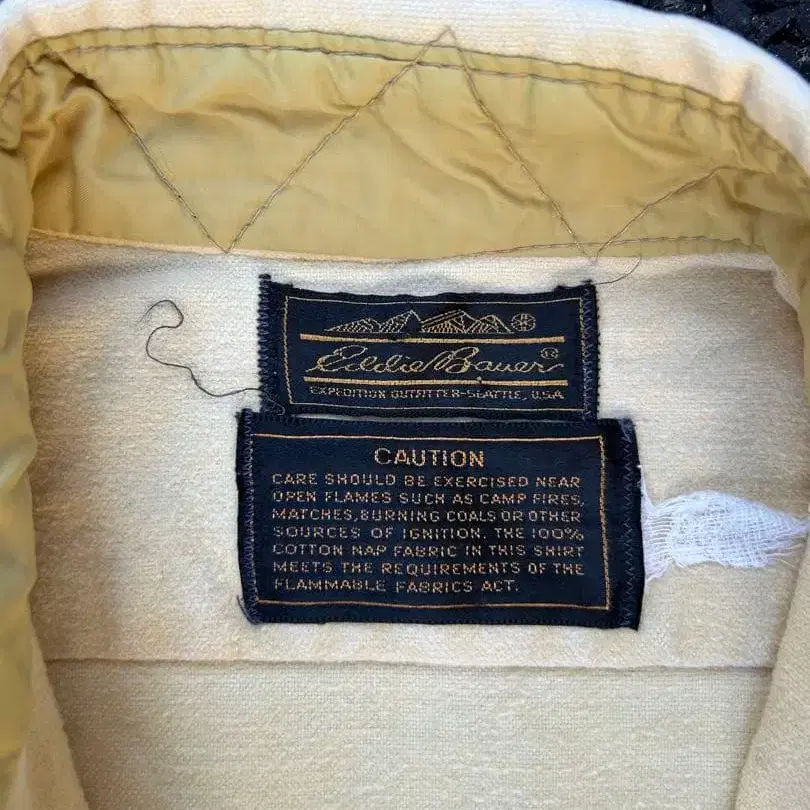 Eddie Bauer
EXPEDITION OUTFITTER-SEATTLE, U.S.A
CAUTION
CARE SHOULD BE EXERCISED NEAR
OPEN FLAMES SUCH AS CAMP FIRES,
MATCHES, BURNING COALS OR OTHER
SOURCES OF IGNITION. THE 100%
COTTON NAP FABRIC IN THIS SHIRT
MEETS THE REQUIREMENTS OF THE
FLAMMABLE FABRICS ACT.